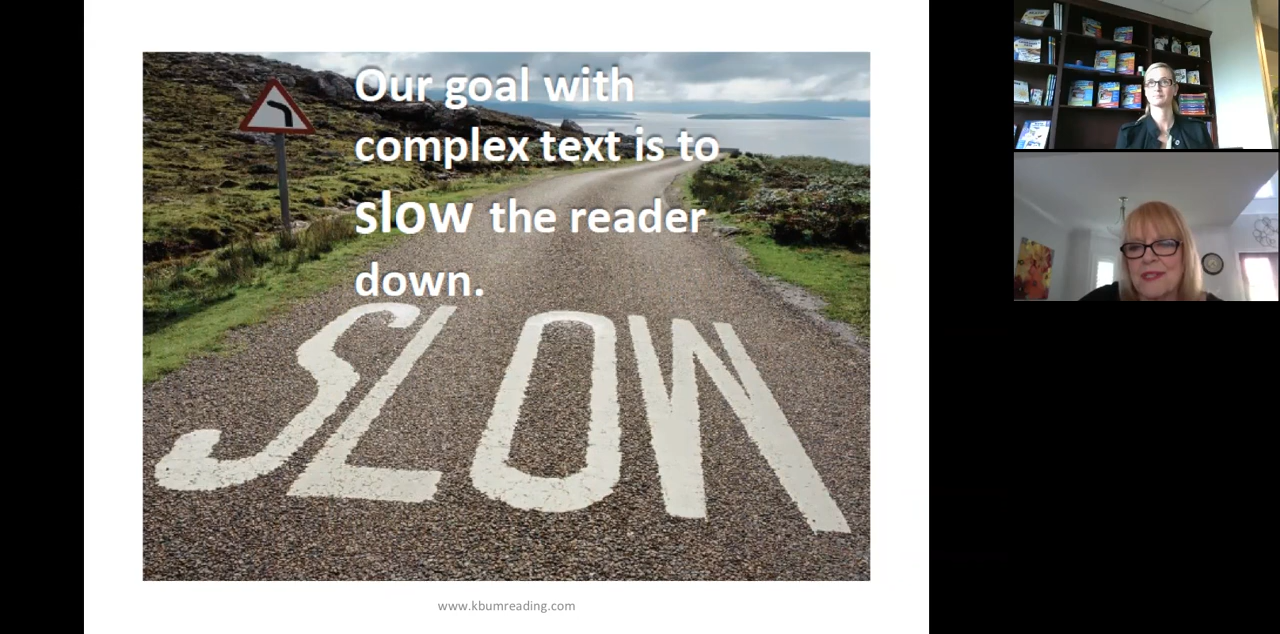 Our goal with
complex text is to
slow the reader
down.
SLOW
www.kbumreading.com